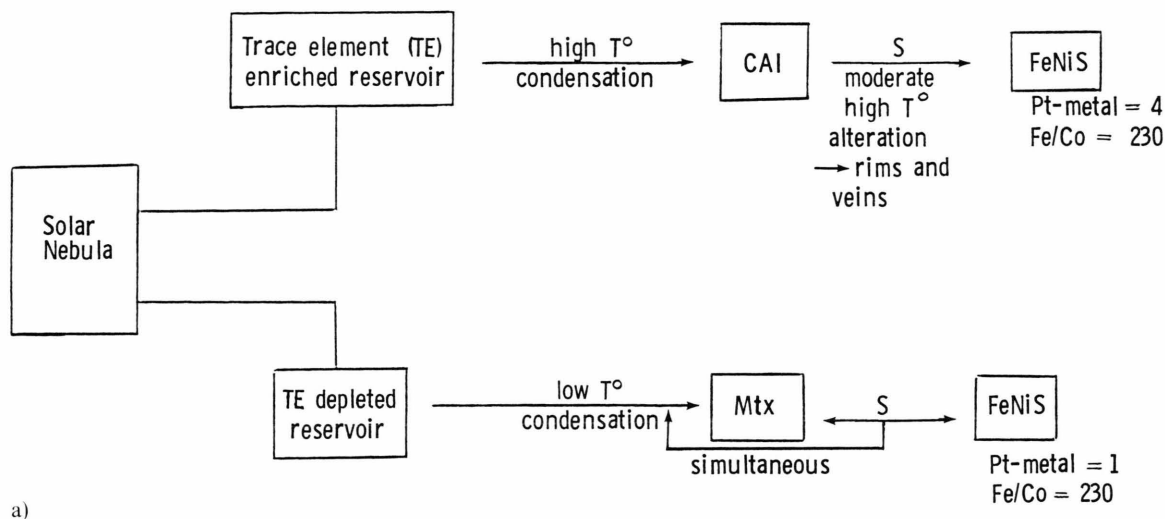 Trace element (TE)
enriched reservoir
high T°
condensation
CAI
S
moderate
high T°
alteration
→ rims and
veins
FeNiS
Pt-metal = 4
Fe/Co = 230
Solar
Nebula
TE depleted
reservoir
low T°
condensation
Mtx
S
simultaneous
FeNiS
Pt-metal = 1
Fe/Co = 230
a)